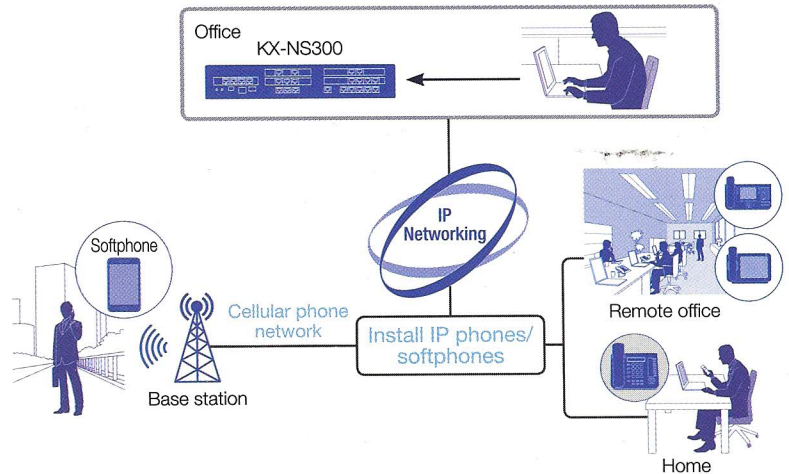 Office
KX-NS300
IP
Networking
Softphone
Cellular phone
network
Install IP phones/
softphones
Base station
Remote office
Home